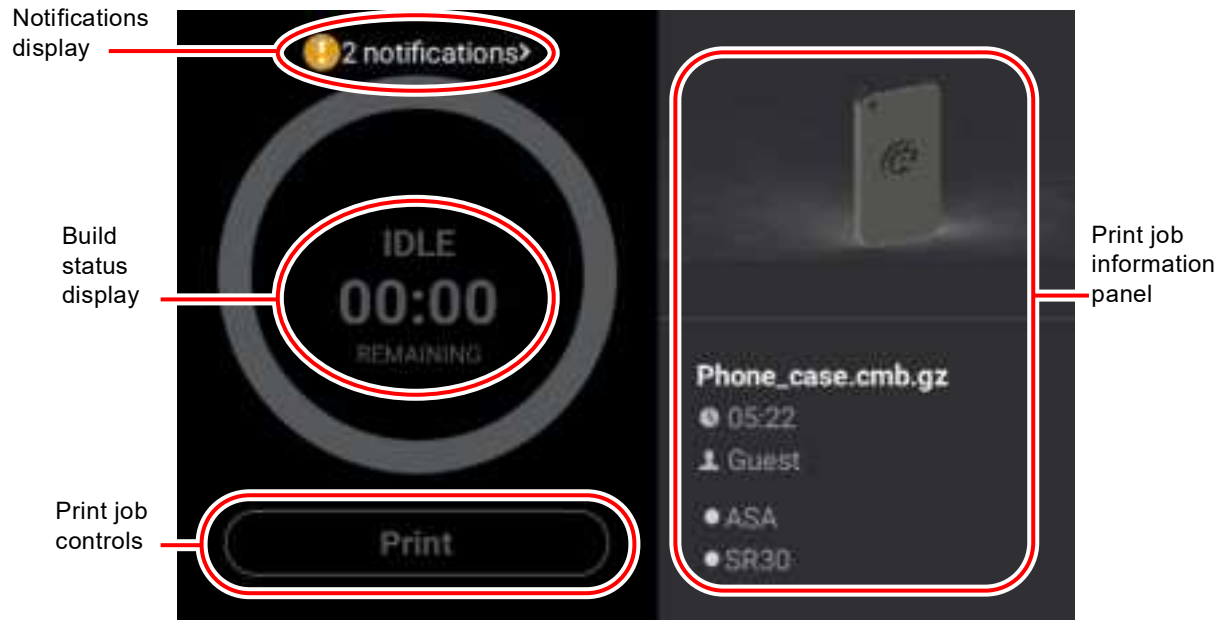 Notifications
display
2 notifications>
Build
status
display
IDLE
00:00
REMAINING
Print job
controls
Print
Phone_case.cmb.gz
05:22
Guest
ASA
SR30
Print job
information
panel